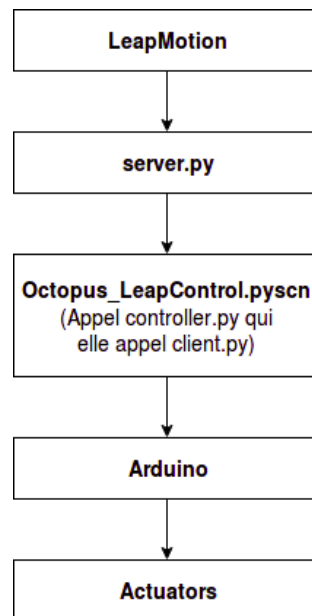 LeapMotion
server.py
Octopus_LeapControl.pyscn
(Appel controller.py qui
elle appel client.py)
Arduino
Actuators